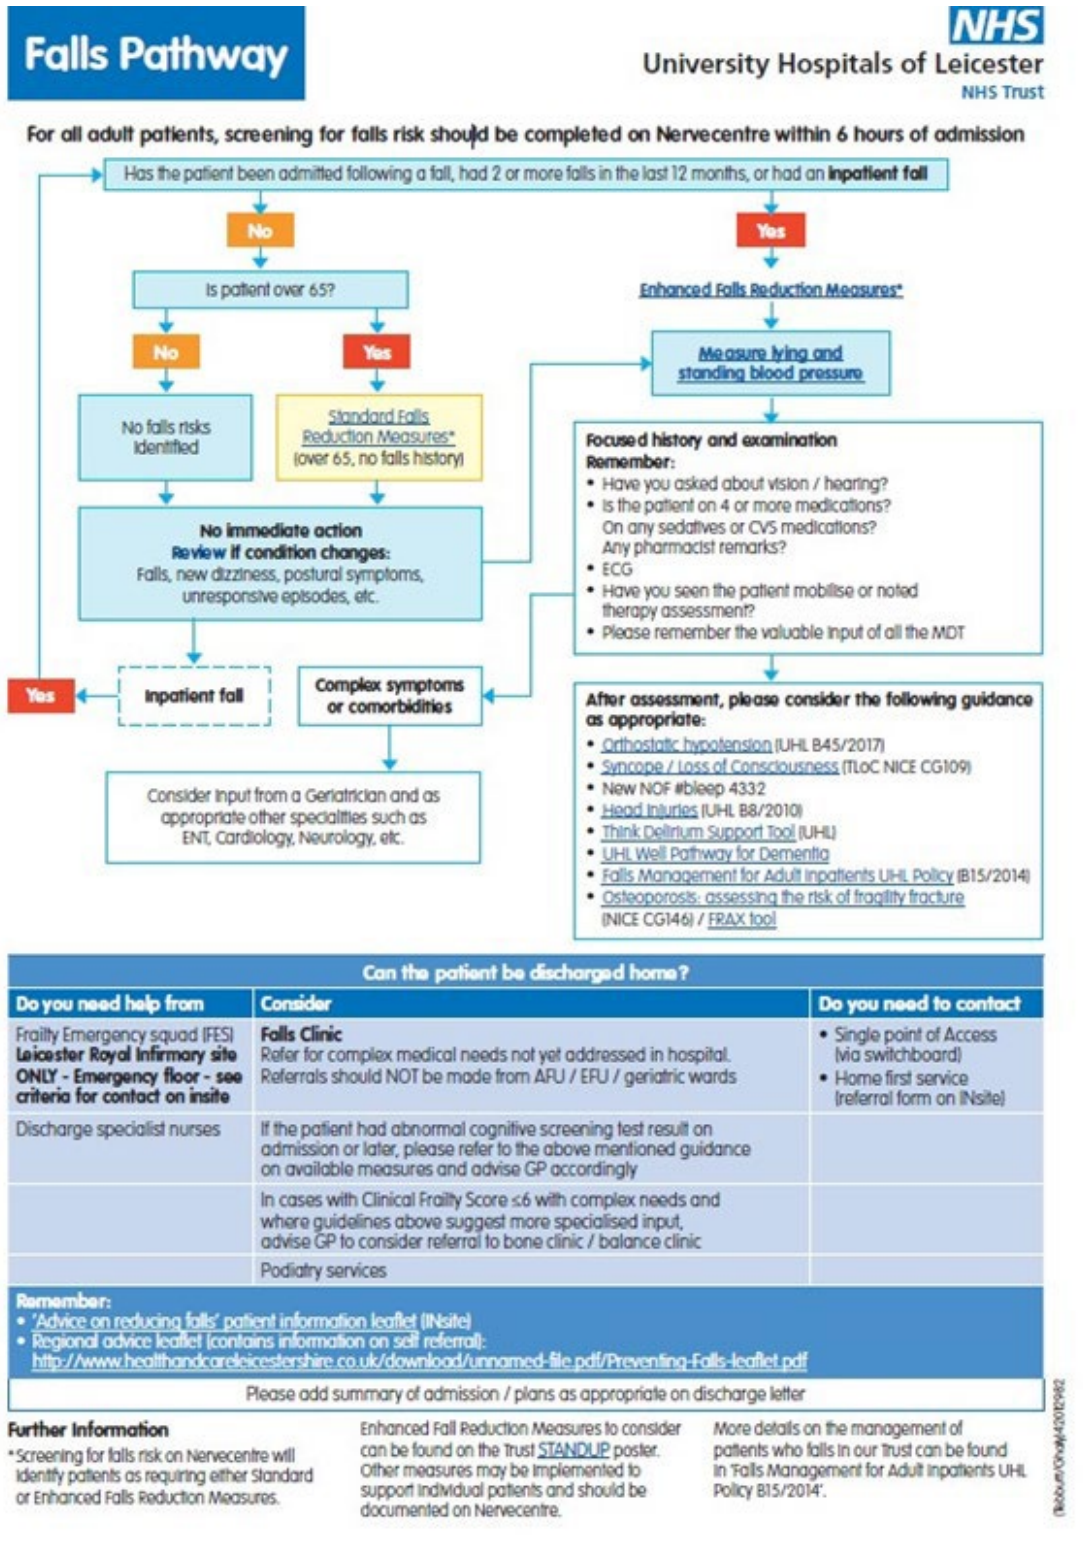 Falls Pathway
NHS
University Hospitals of Leicester
NHS Trust
For all adult patients, screening for falls risk should be completed on Nervecentre within 6 hours of admission
Has the patient been admitted following a fall, had 2 or more falls in the last 12 months, or had an inpatient fall
No
Yes
Is patient over 65?
Enhanced Falls Reduction Measures*
No
Yes
Measure lying and
standing blood pressure
No falls risks
identified
Standard Falls
Reduction Measures*
(over 65, no falls history)
Focused history and examination
Remember:
• Have you asked about vision / hearing?
• Is the patient on 4 or more medications?
On any sedatives or CVS medications?
Any pharmacist remarks?
• ECG
• Have you seen the patient mobilise or noted
therapy assessment?
• Please remember the valuable input of all the MDT
No immediate action
Review if condition changes:
Falls, new dizziness, postural symptoms,
unresponsive episodes, etc.
Yes
Inpatient fall
Complex symptoms
or comorbidities
Consider input from a Geriatrician and as
appropriate other specialities such as
ENT, Cardiology, Neurology, etc.
After assessment, please consider the following guidance
as appropriate:
• Orthostatic hypotension (UHL B45/2017)
• Syncope / Loss of Consciousness (TLoC NICE CG109)
• New NOF #bleep 4332
• Head Injuries (UHL B8/2010)
• Think Delirium Support Tool (UHL)
• UHL Well Pathway for Dementia
• Falls Management for Adult Inpatients UHL Policy (B15/2014)
• Osteoporosis: assessing the risk of fragility fracture
(NICE CG146) / FRAX tool
Can the patient be discharged home?
Do you need help from
Consider
Do you need to contact
Frailty Emergency squad (FES)
Leicester Royal Infirmary site
ONLY - Emergency floor - see
criteria for contact on insite
Falls Clinic
Refer for complex medical needs not yet addressed in hospital.
Referrals should NOT be made from AFU / EFU / geriatric wards
• Single point of Access
(via switchboard)
• Home first service
(referral form on INsite)
Discharge specialist nurses
If the patient had abnormal cognitive screening test result on
admission or later, please refer to the above mentioned guidance
on available measures and advise GP accordingly
In cases with Clinical Frailty Score ≤6 with complex needs and
where guidelines above suggest more specialised input,
advise GP to consider referral to bone clinic / balance clinic
Podiatry services
Remember:
• 'Advice on reducing falls' patient information leaflet (INsite)
• Regional advice leaflet (contains information on self referral):
http://www.healthandcareleicestershire.co.uk/download/unnamed-file.pdf/Preventing-Falls-leaflet.pdf
Please add summary of admission / plans as appropriate on discharge letter
Further Information
*Screening for falls risk on Nervecentre will
identify patients as requiring either Standard
or Enhanced Falls Reduction Measures.
Enhanced Fall Reduction Measures to consider
can be found on the Trust STANDUP poster.
Other measures may be implemented to
support individual patients and should be
documented on Nervecentre.
More details on the management of
patients who falls in our Trust can be found
in 'Falls Management for Adult Inpatients UHL
Policy B15/2014'.